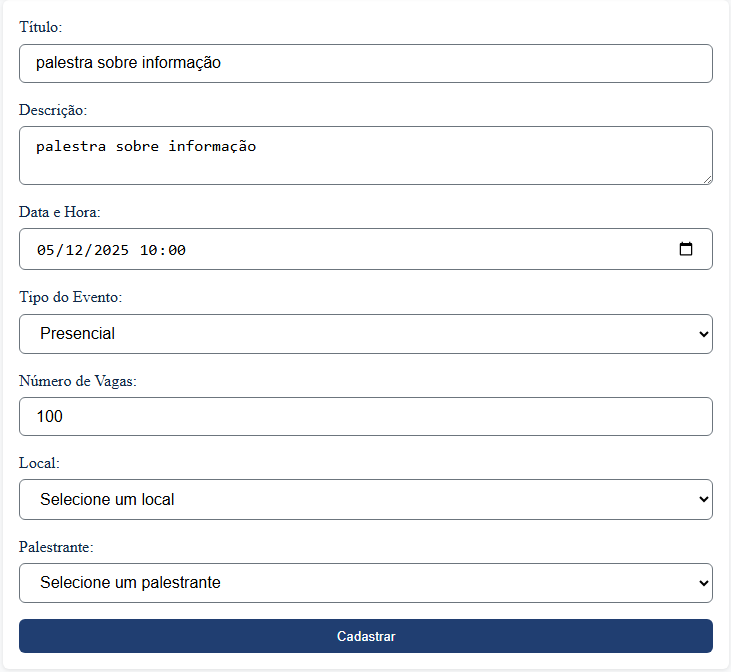 Título:
palestra sobre informação
Descrição:
palestra sobre informação
Data e Hora:
05/12/2025 10:00
Tipo do Evento:
Presencial
Número de Vagas:
100
Local:
Selecione um local
Palestrante:
Selecione um palestrante
Cadastrar